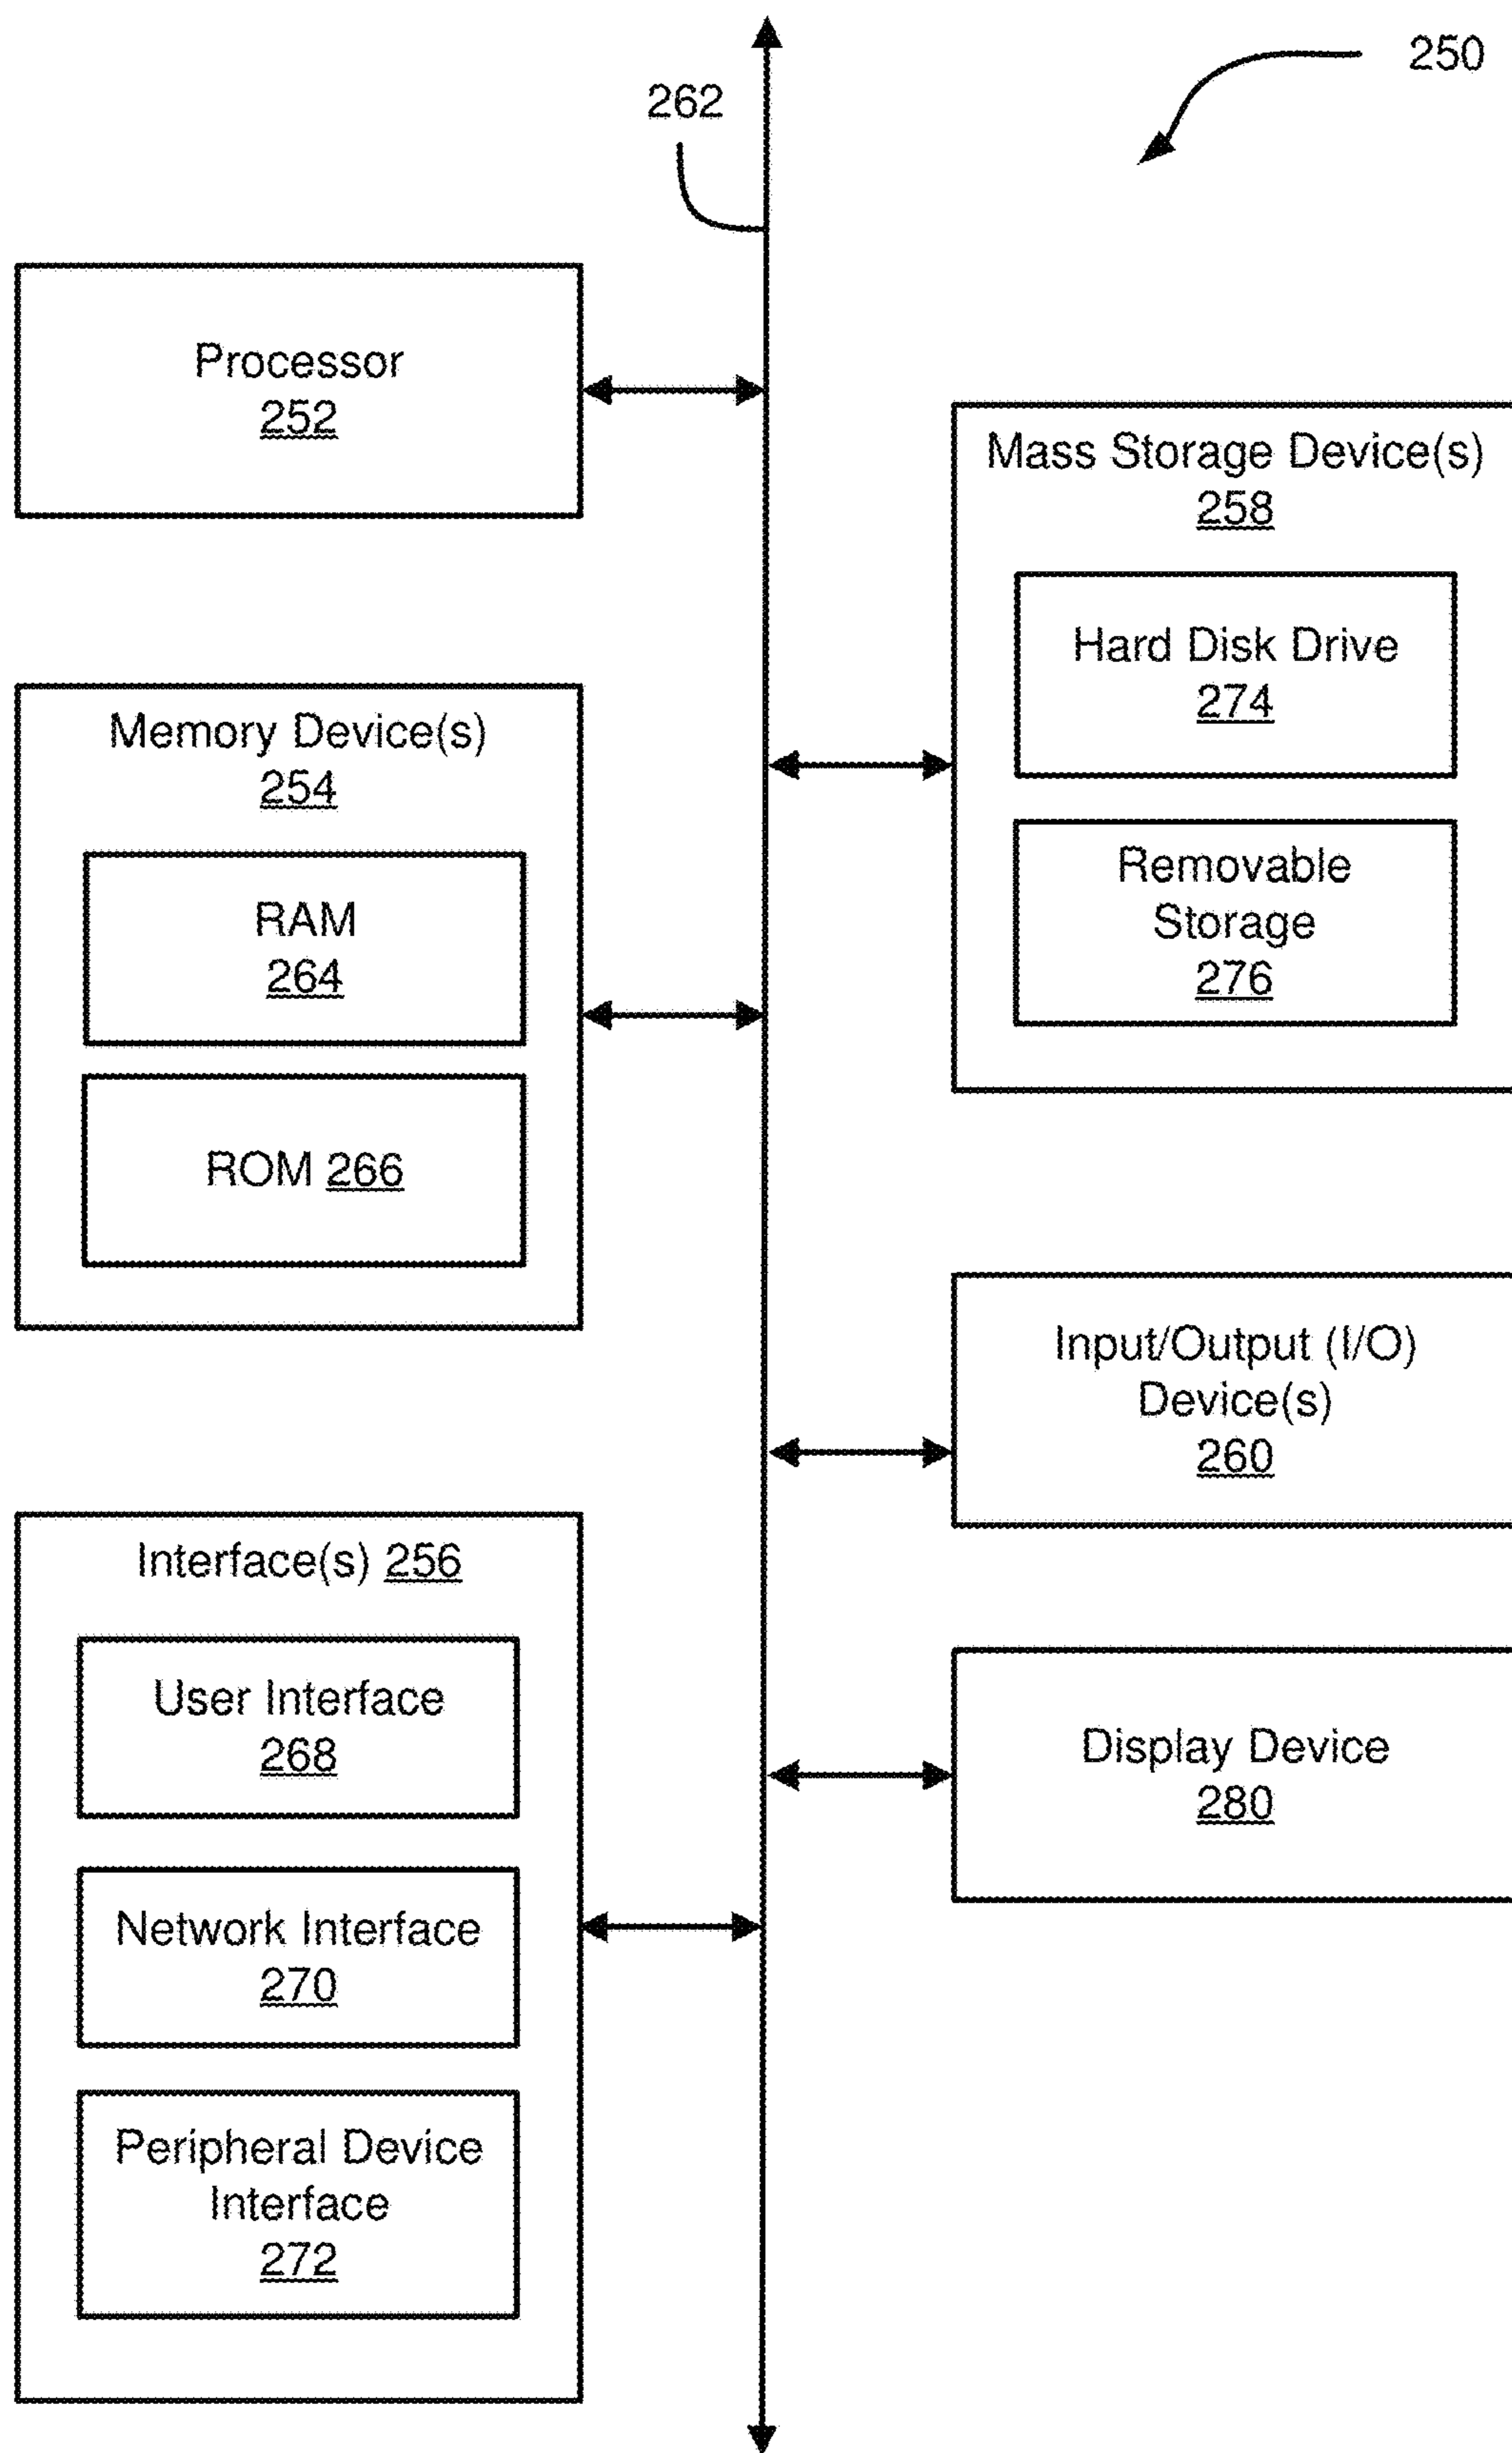 250
262
Processor
252
Mass Storage Device(s)
258
Hard Disk Drive
274
Removable
Storage
276
Memory Device(s)
254
RAM
264
ROM 266
Input/Output (I/O)
Device(s)
260
Interface(s) 256
User Interface
268
Network Interface
270
Peripheral Device
Interface
272
Display Device
280